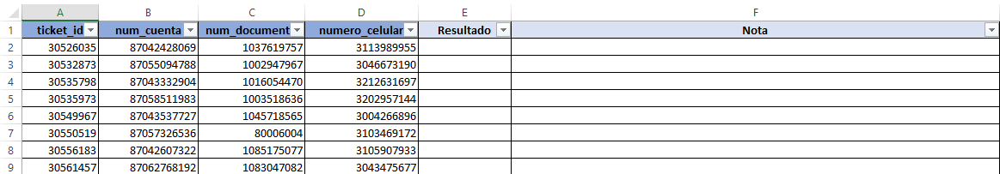 A B C D E F
1 ticket_id num_cuenta num_document numero_celular Resultado Nota
2 30526035 87042428069 1037619757 3113989955
3 30532873 87055094788 1002947967 3046673190
4 30535798 87043332904 1016054470 3212631697
5 30535973 87058511983 1003518636 3202957144
6 30549967 87043537727 1045718565 3004266896
7 30550519 87057326536 80006004 3103469172
8 30556183 87042607322 1085175077 3105907933
9 30561457 87062768192 1083047082 3043475677